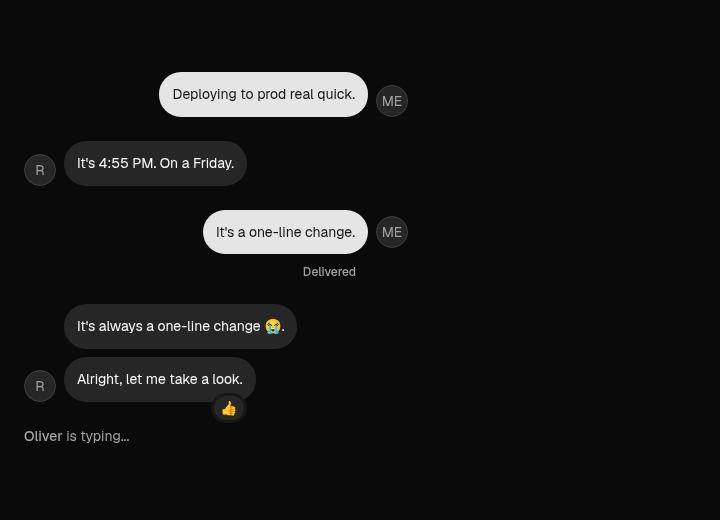 Deploying to prod real quick.
ME
It's 4:55 PM. On a Friday.
R
It's a one-line change.
ME
Delivered
It's always a one-line change 😭.
Alright, let me take a look.
R
👍
Oliver is typing...